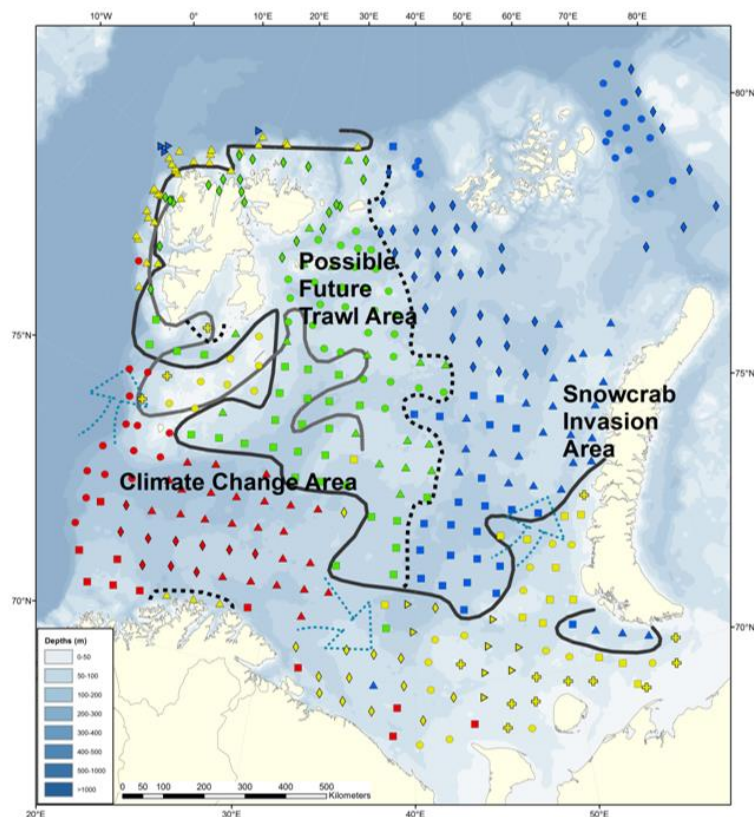 10°W 0° 10°E 20°E 30°E 40°E 50°E 60°E 70°E 80°E
80°N
75°N
75°N
70°N
70°N
Possible
Future
Trawl Area
Snowcrab
Invasion
Area
Climate Change Area
Depths (m)
0-50
50-100
100-200
200-300
300-400
400-500
500-1000
>1000
0 50 100 200 300 400 500
Kilometers
20°E 30°E 40°E 50°E